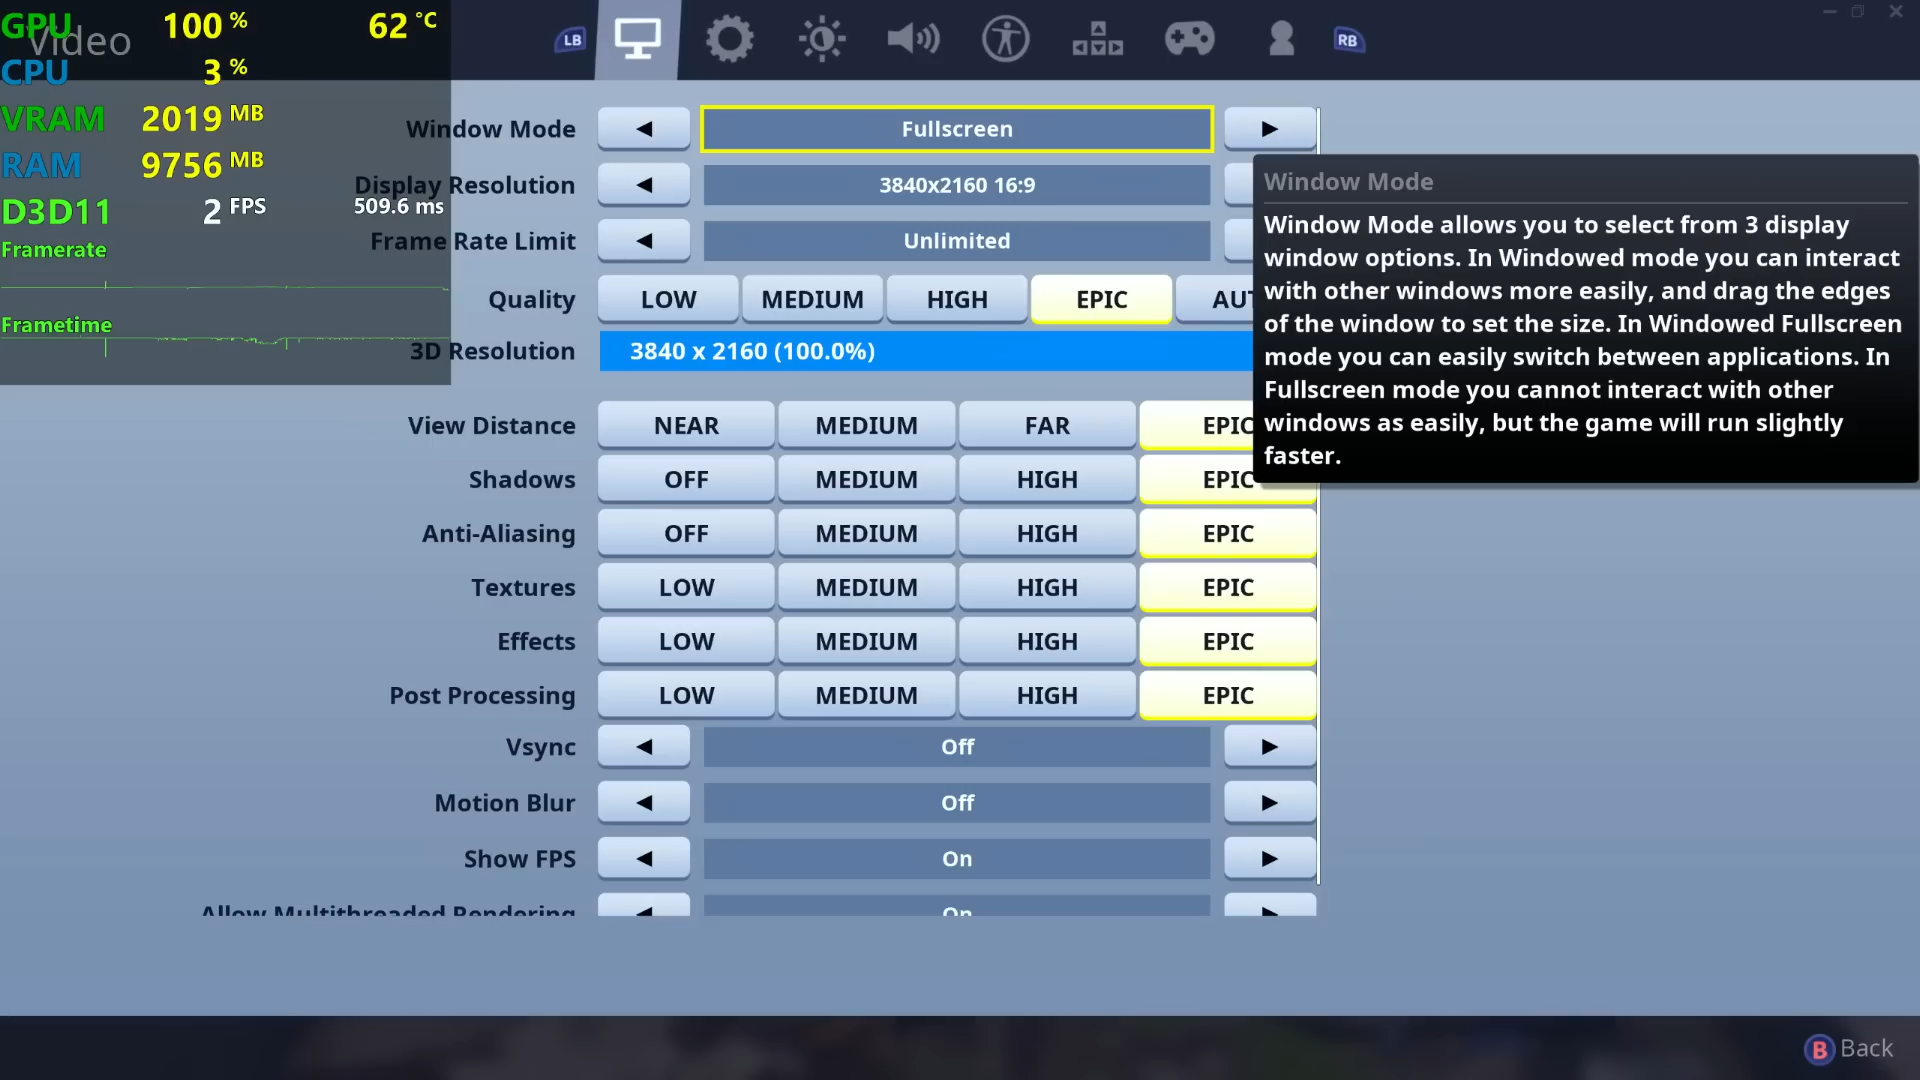 GPU 100 % 62 °C
Video
CPU 3 %
VRAM 2019 MB
RAM 9756 MB
D3D11 2 FPS 509.6 ms
Framerate
Frametime
LB
RB
Window Mode Fullscreen
Display Resolution 3840x2160 16:9
Frame Rate Limit Unlimited
Quality LOW MEDIUM HIGH EPIC AUT
3D Resolution 3840 x 2160 (100.0%)
View Distance NEAR MEDIUM FAR EPIC
Shadows OFF MEDIUM HIGH EPIC
Anti-Aliasing OFF MEDIUM HIGH EPIC
Textures LOW MEDIUM HIGH EPIC
Effects LOW MEDIUM HIGH EPIC
Post Processing LOW MEDIUM HIGH EPIC
Vsync Off
Motion Blur Off
Show FPS On
Allow Multithreaded Rendering On
Window Mode
Window Mode allows you to select from 3 display
window options. In Windowed mode you can interact
with other windows more easily, and drag the edges
of the window to set the size. In Windowed Fullscreen
mode you can easily switch between applications. In
Fullscreen mode you cannot interact with other
windows as easily, but the game will run slightly
faster.
B Back